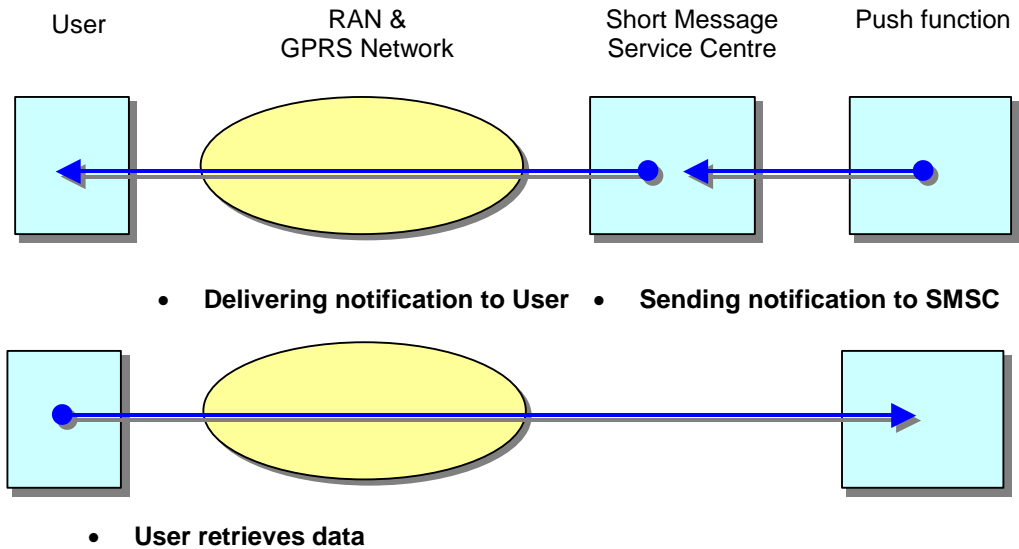 User
RAN &
GPRS Network
Short Message
Service Centre
Push function
• Delivering notification to User
• Sending notification to SMSC
• User retrieves data